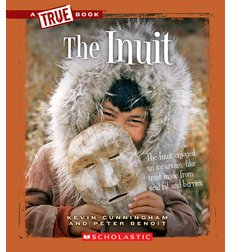 A TRUE BOOK
The Inuit
The Inuit enjoyed
an ice cream-like
treat made from
seal fat and berries.
KEVIN CUNNINGHAM
AND PETER BENOIT
SCHOLASTIC